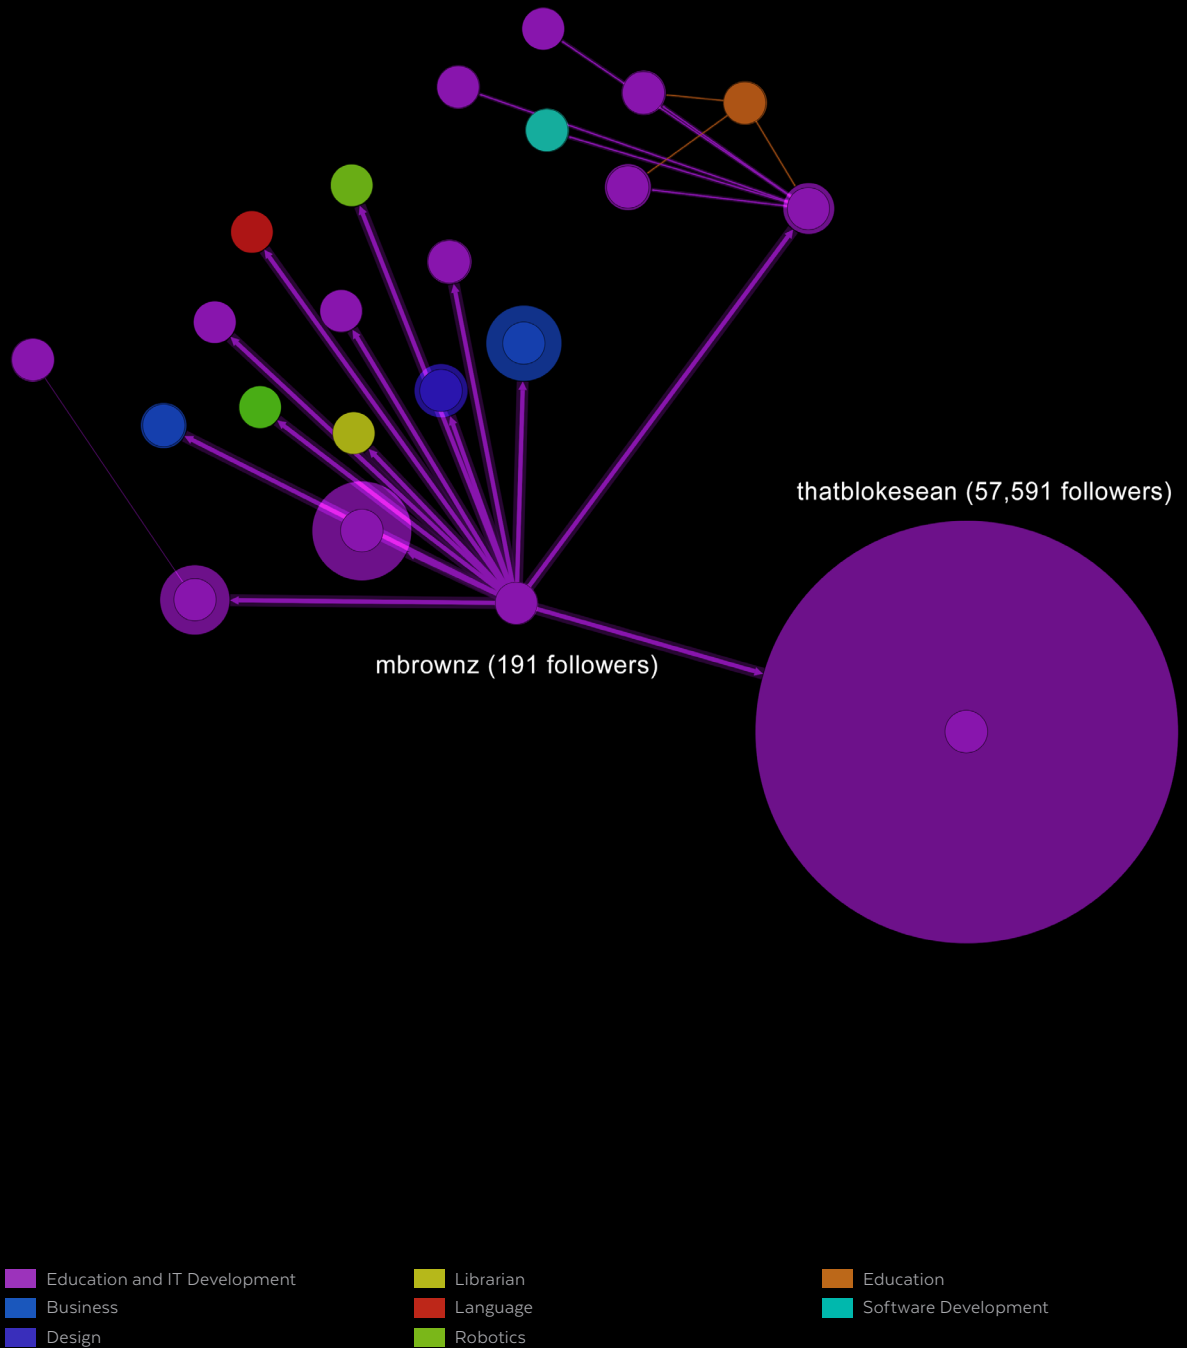 thatblokesean (57,591 followers)
mbrownz (191 followers)
Education and IT Development
Librarian
Education
Business
Language
Software Development
Design
Robotics